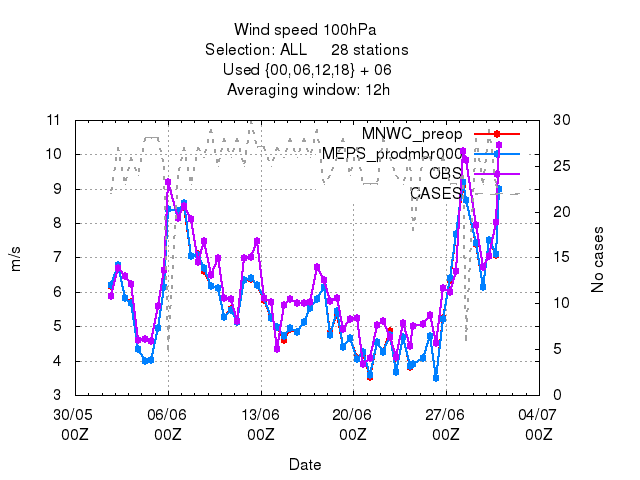 Wind speed 100hPa
Selection: ALL 28 stations
Used {00,06,12,18} + 06
Averaging window: 12h
MNWC_preop
MEPS_prodmbr000
OBS
CASES
m/s
11
10
9
8
7
6
5
4
3
No cases
30
25
20
15
10
5
0
30/05 06/06 13/06 20/06 27/06 04/07
00Z 00Z 00Z 00Z 00Z 00Z
Date